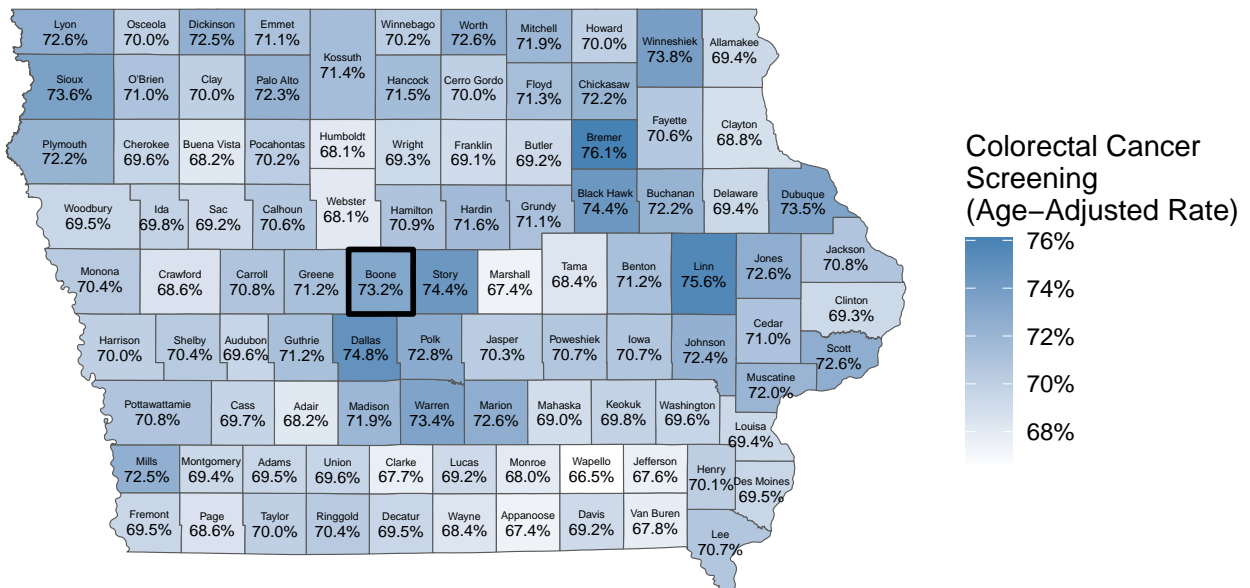 Lyon
72.6%
Osceola
70.0%
Dickinson
72.5%
Emmet
71.1%
Kossuth
71.4%
Winnebago
70.2%
Worth
72.6%
Mitchell
71.9%
Howard
70.0%
Winneshiek
73.8%
Allamakee
69.4%
Sioux
73.6%
O'Brien
71.0%
Clay
70.0%
Palo Alto
72.3%
Hancock
71.5%
Cerro Gordo
70.0%
Floyd
71.3%
Chickasaw
72.2%
Fayette
70.6%
Clayton
68.8%
Plymouth
72.2%
Cherokee
69.6%
Buena Vista
68.2%
Pocahontas
70.2%
Humboldt
68.1%
Wright
69.3%
Franklin
69.1%
Butler
69.2%
Bremer
76.1%
Woodbury
69.5%
Ida
69.8%
Sac
69.2%
Calhoun
70.6%
Webster
68.1%
Hamilton
70.9%
Hardin
71.6%
Grundy
71.1%
Black Hawk
74.4%
Buchanan
72.2%
Delaware
69.4%
Dubuque
73.5%
Monona
70.4%
Crawford
68.6%
Carroll
70.8%
Greene
71.2%
Boone
73.2%
Story
74.4%
Marshall
67.4%
Tama
68.4%
Benton
71.2%
Linn
75.6%
Jones
72.6%
Jackson
70.8%
Clinton
69.3%
Harrison
70.0%
Shelby
70.4%
Audubon
69.6%
Guthrie
71.2%
Dallas
74.8%
Polk
72.8%
Jasper
70.3%
Poweshiek
70.7%
Iowa
70.7%
Johnson
72.4%
Cedar
71.0%
Scott
72.6%
Muscatine
72.0%
Pottawattamie
70.8%
Cass
69.7%
Adair
68.2%
Madison
71.9%
Warren
73.4%
Marion
72.6%
Mahaska
69.0%
Keokuk
69.8%
Washington
69.6%
Louisa
69.4%
Mills
72.5%
Montgomery
69.4%
Adams
69.5%
Union
69.6%
Clarke
67.7%
Lucas
69.2%
Monroe
68.0%
Wapello
66.5%
Jefferson
67.6%
Henry
70.1%
Des Moines
69.5%
Fremont
69.5%
Page
68.6%
Taylor
70.0%
Ringgold
70.4%
Decatur
69.5%
Wayne
68.4%
Appanoose
67.4%
Davis
69.2%
Van Buren
67.8%
Lee
70.7%
Colorectal Cancer
Screening
(Age−Adjusted Rate)
76%
74%
72%
70%
68%